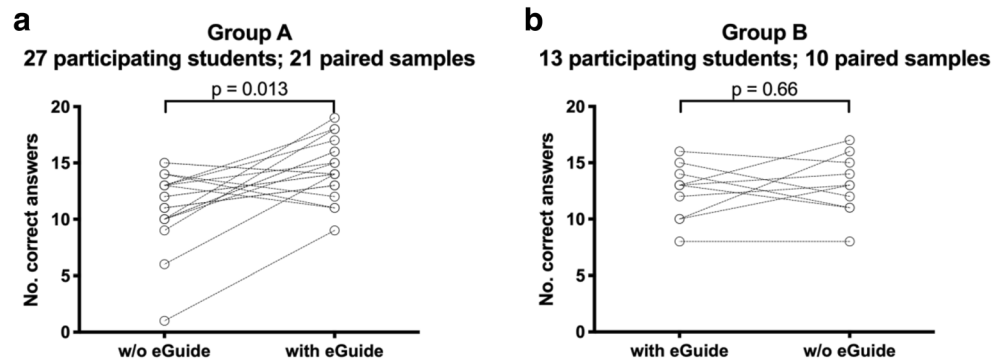 a
Group A
27 participating students; 21 paired samples
p = 0.013
No. correct answers
20
15
10
5
0
w/o eGuide
with eGuide
b
Group B
13 participating students; 10 paired samples
p = 0.66
No. correct answers
20
15
10
5
0
with eGuide
w/o eGuide